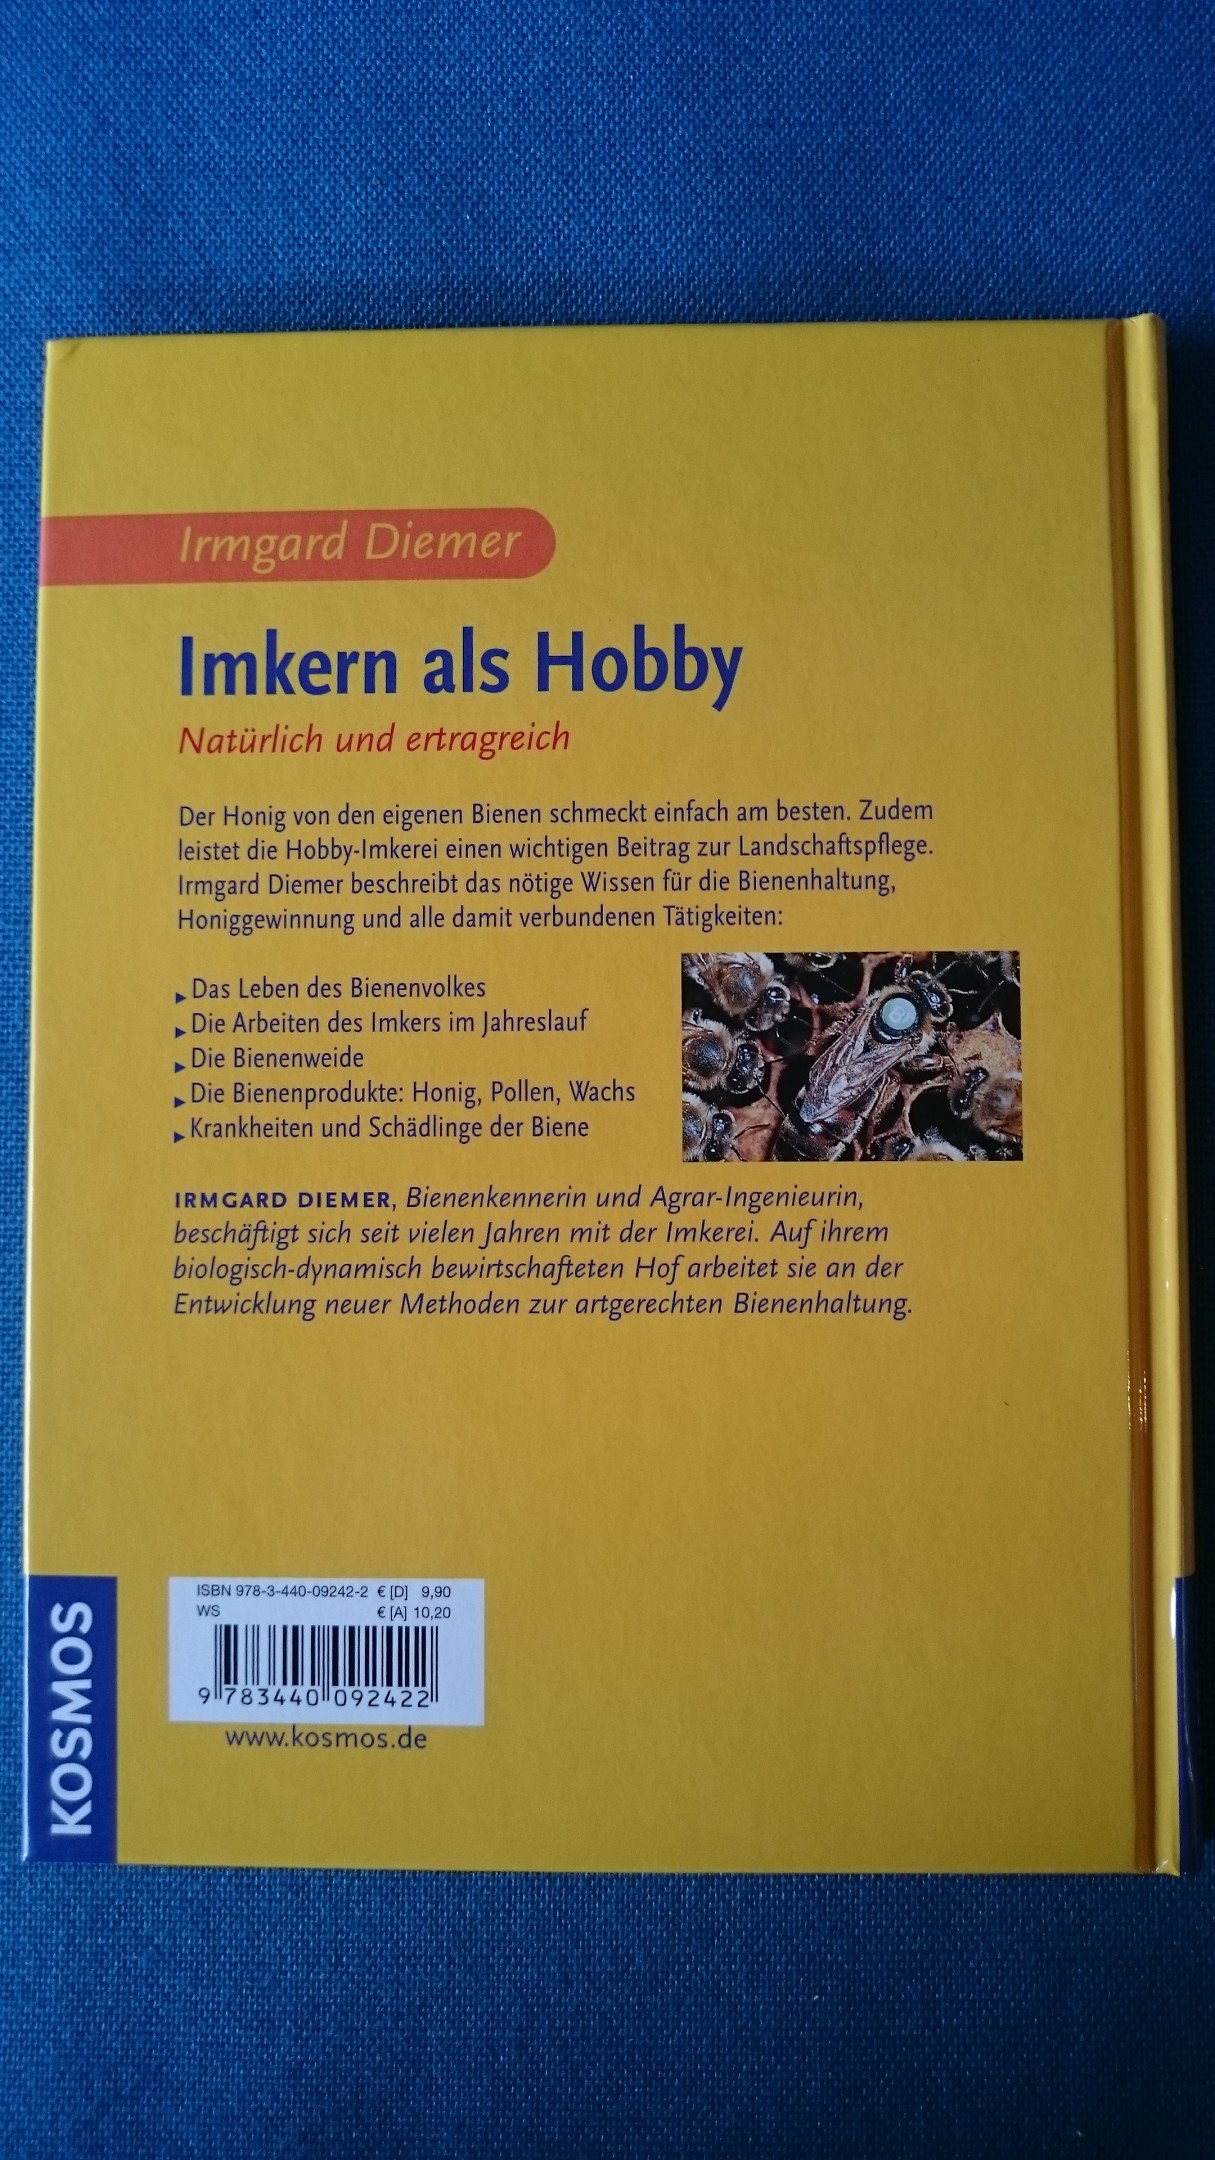 Irmgard Diemer
Imkern als Hobby
Natürlich und ertragreich
Der Honig von den eigenen Bienen schmeckt einfach am besten. Zudem
leistet die Hobby-Imkerei einen wichtigen Beitrag zur Landschaftspflege.
Irmgard Diemer beschreibt das nötige Wissen für die Bienenhaltung,
Honiggewinnung und alle damit verbundenen Tätigkeiten:
▸Das Leben des Bienenvolkes
▸Die Arbeiten des Imkers im Jahreslauf
▸Die Bienenweide
▸Die Bienenprodukte: Honig, Pollen, Wachs
▸Krankheiten und Schädlinge der Biene
IRMGARD DIEMER, Bienenkennerin und Agrar-Ingenieurin,
beschäftigt sich seit vielen Jahren mit der Imkerei. Auf ihrem
biologisch-dynamisch bewirtschafteten Hof arbeitet sie an der
Entwicklung neuer Methoden zur artgerechten Bienenhaltung.
KOSMOS
ISBN 978-3-440-09242-2 € [D] 9,90
WS € [A] 10,20
9 783440 092422
www.kosmos.de